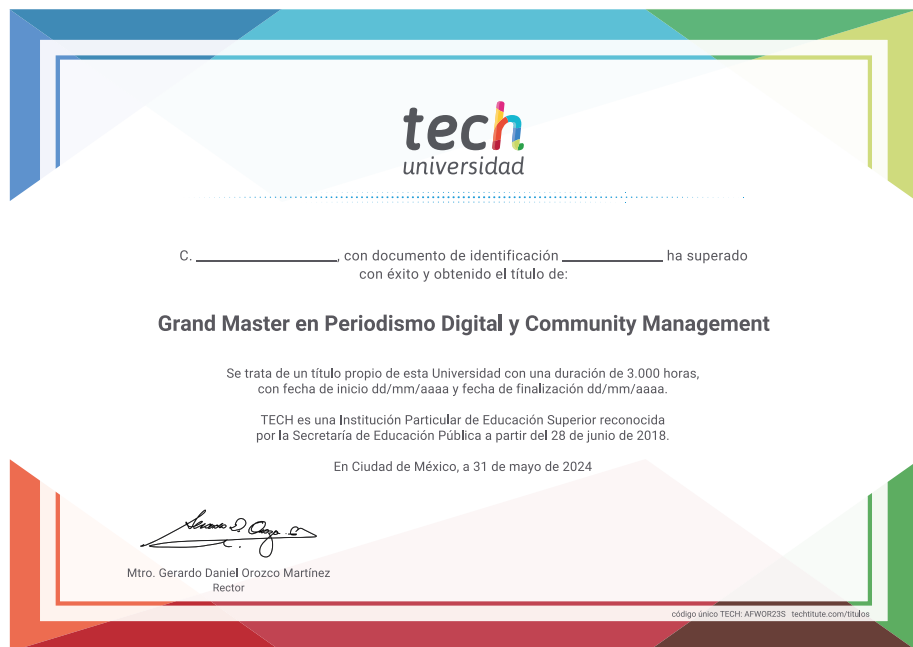 tech
universidad
C. ________________, con documento de identificación ____________ ha superado
con éxito y obtenido el título de:
Grand Master en Periodismo Digital y Community Management
Se trata de un título propio de esta Universidad con una duración de 3.000 horas,
con fecha de inicio dd/mm/aaaa y fecha de finalización dd/mm/aaaa.
TECH es una Institución Particular de Educación Superior reconocida
por la Secretaría de Educación Pública a partir del 28 de junio de 2018.
En Ciudad de México, a 31 de mayo de 2024
Mtro. Gerardo Daniel Orozco Martínez
Rector
código único TECH: AFWOR23S techtitute.com/titulos